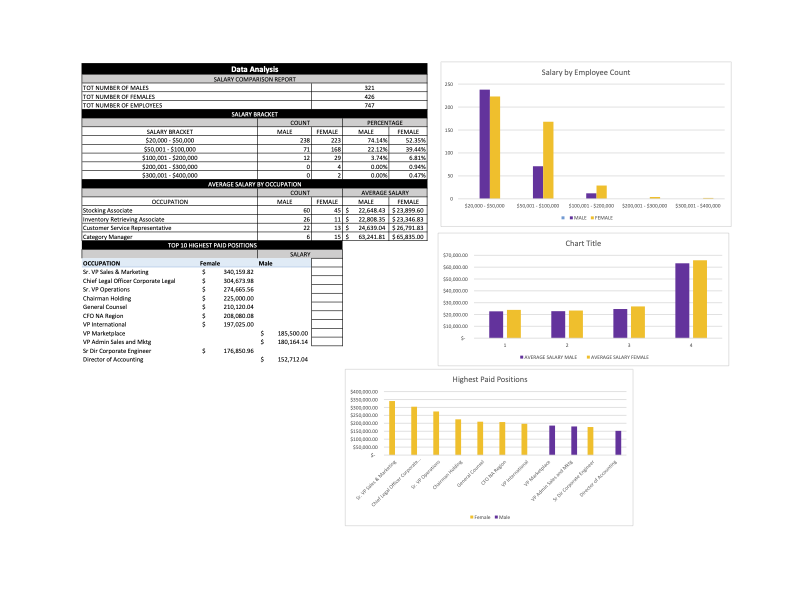 Data Analysis
SALARY COMPARISON REPORT
TOT NUMBER OF MALES 321
TOT NUMBER OF FEMALES 426
TOT NUMBER OF EMPLOYEES 747
SALARY BRACKET
COUNT PERCENTAGE
SALARY BRACKET MALE FEMALE MALE FEMALE
$20,000 - $50,000 238 223 74.14% 52.35%
$50,001 - $100,000 71 168 22.12% 39.44%
$100,001 - $200,000 12 29 3.74% 6.81%
$200,001 - $300,000 0 4 0.00% 0.94%
$300,001 - $400,000 0 2 0.00% 0.47%
AVERAGE SALARY BY OCCUPATION
COUNT AVERAGE SALARY
OCCUPATION MALE FEMALE MALE FEMALE
Stocking Associate 60 45 $ 22,648.43 $ 23,899.60
Inventory Retrieving Associate 26 11 $ 22,808.35 $ 23,346.83
Customer Service Representative 22 13 $ 24,639.04 $ 26,791.83
Category Manager 6 15 $ 63,241.81 $ 65,835.00
TOP 10 HIGHEST PAID POSITIONS
SALARY
OCCUPATION Female Male
Sr. VP Sales & Marketing $ 340,159.82
Chief Legal Officer Corporate Legal $ 304,673.98
Sr. VP Operations $ 274,665.56
Chairman Holding $ 225,000.00
General Counsel $ 210,120.04
CFO NA Region $ 208,080.08
VP International $ 197,025.00
VP Marketplace $ 185,500.00
VP Admin Sales and Mktg $ 180,164.14
Sr Dir Corporate Engineer $ 176,850.96
Director of Accounting $ 152,712.04
Salary by Employee Count
250
200
150
100
50
0
$20,000 - $50,000 $50,001 - $100,000 $100,001 - $200,000 $200,001 - $300,000 $300,001 - $400,000
MALE FEMALE
Chart Title
$70,000.00
$60,000.00
$50,000.00
$40,000.00
$30,000.00
$20,000.00
$10,000.00
$-
1 2 3 4
AVERAGE SALARY MALE AVERAGE SALARY FEMALE
Highest Paid Positions
$400,000.00
$350,000.00
$300,000.00
$250,000.00
$200,000.00
$150,000.00
$100,000.00
$50,000.00
$-
Sr. VP Sales & Marketing
Chief Legal Officer Corporate...
Sr. VP Operations
Chairman Holding
General Counsel
CFO NA Region
VP International
VP Marketplace
VP Admin Sales and Mktg
Sr Dir Corporate Engineer
Director of Accounting
Female Male